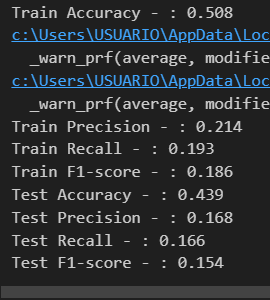 Train Accuracy - : 0.508
c:\Users\USUARIO\AppData\Loc
_warn_prf(average, modifie
c:\Users\USUARIO\AppData\Loc
_warn_prf(average, modifie
Train Precision - : 0.214
Train Recall - : 0.193
Train F1-score - : 0.186
Test Accuracy - : 0.439
Test Precision - : 0.168
Test Recall - : 0.166
Test F1-score - : 0.154